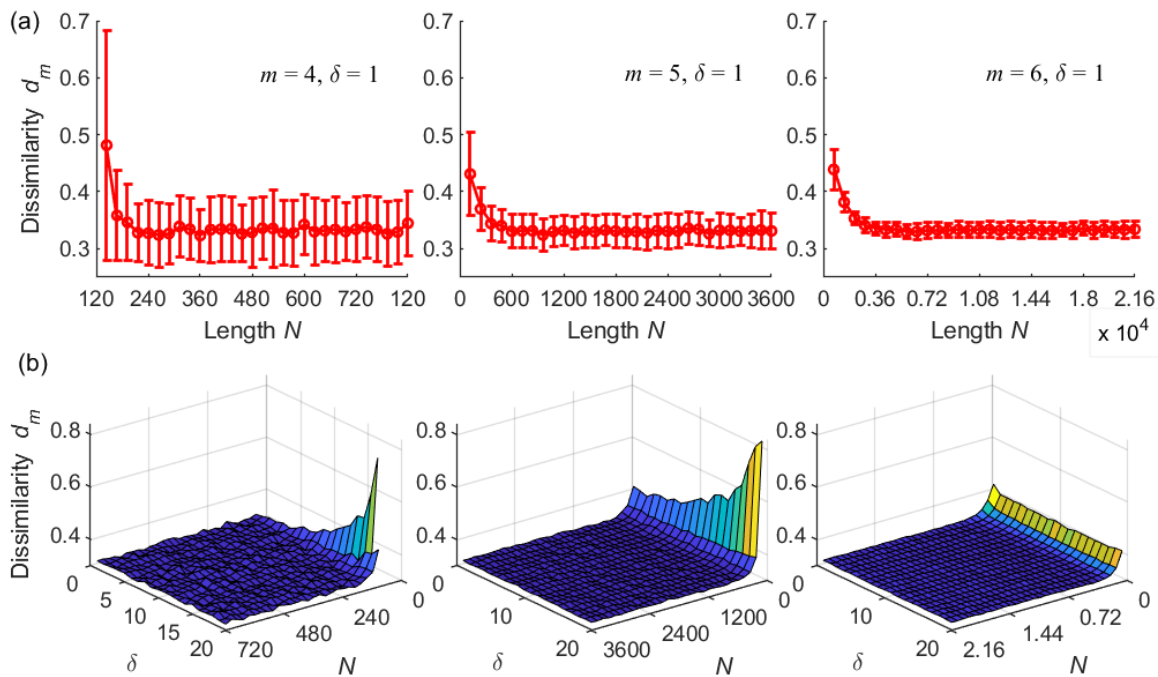 (a)
Dissimilarity d_m
0.7
0.6
0.5
0.4
0.3
m = 4, δ = 1
120 240 360 480 600 720 120
Length N
0.7
0.6
0.5
0.4
0.3
m = 5, δ = 1
0 600 1200 1800 2400 3000 3600
Length N
0.7
0.6
0.5
0.4
0.3
m = 6, δ = 1
0 0.36 0.72 1.08 1.44 1.8 2.16
Length N
x 10^4
(b)
Dissimilarity d_m
0.8
0.6
0.4
0 5 10 15 20
δ
720 480 240 0
N
0.8
0.6
0.4
0 10 20
δ
3600 2400 1200 0
N
0.8
0.6
0.4
0 10 20
δ
2.16 1.44 0.72 0
N